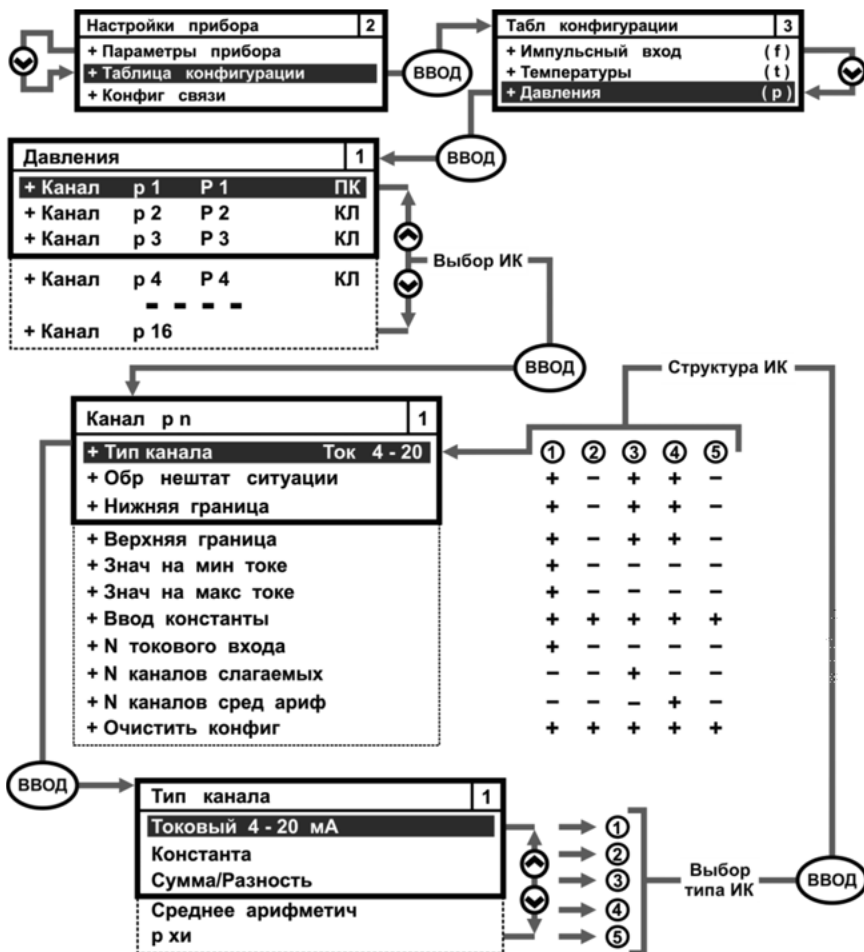 Настройки прибора 2
+ Параметры прибора
+ Таблица конфигурации
+ Конфиг связи
ВВОД
Табл конфигурации 3
+ Импульсный вход (f)
+ Температуры (t)
+ Давления (p)
ВВОД
Давления 1
+ Канал p 1 P 1 ПК
+ Канал p 2 P 2 КЛ
+ Канал p 3 P 3 КЛ
+ Канал p 4 P 4 КЛ
- - - -
+ Канал p 16
Выбор ИК
ВВОД
Структура ИК
Канал p n 1
+ Тип канала Ток 4 - 20 ① ② ③ ④ ⑤
+ Обр нештат ситуации + − + + −
+ Нижняя граница + − + + −
+ Верхняя граница + − + + −
+ Знач на мин токе + − − − −
+ Знач на макс токе + − − − −
+ Ввод константы + + + + +
+ N токового входа + − − − −
+ N каналов слагаемых − − + − −
+ N каналов сред ариф − − − + −
+ Очистить конфиг + + + + +
ВВОД
Тип канала 1
Токовый 4 - 20 мА ①
Константа ②
Сумма/Разность ③
Среднее арифметич ④
р хи ⑤
Выбор
типа ИК
ВВОД